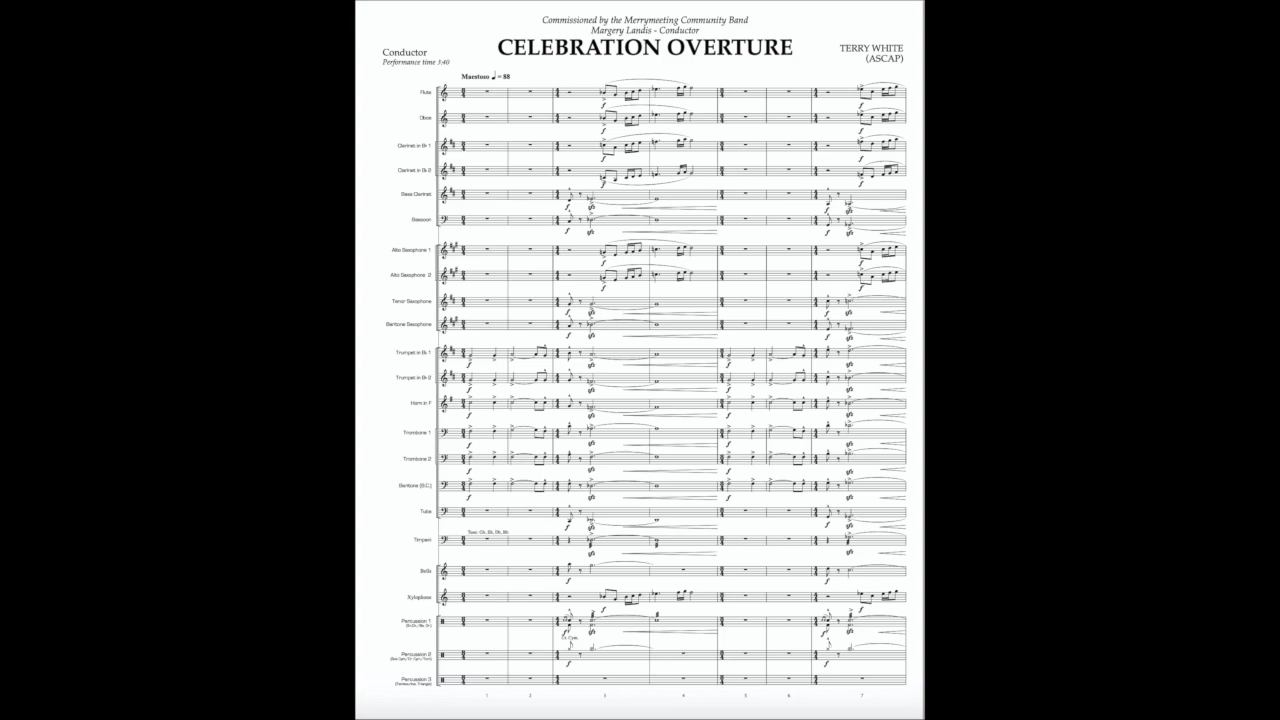 Commissioned by the Merrymeeting Community Band
Margery Landis - Conductor
CELEBRATION OVERTURE
Conductor
Performance time 3:40
TERRY WHITE
(ASCAP)
Maestoso ♩ = 88
Flute
Oboe
Clarinet in B♭ 1
Clarinet in B♭ 2
Bass Clarinet
Bassoon
Alto Saxophone 1
Alto Saxophone 2
Tenor Saxophone
Baritone Saxophone
Trumpet in B♭ 1
Trumpet in B♭ 2
Horn in F
Trombone 1
Trombone 2
Baritone (B.C.)
Tuba
Timpani
Bells
Xylophone
Percussion 1
Percussion 2
Percussion 3
1 2 3 4 5 6 7